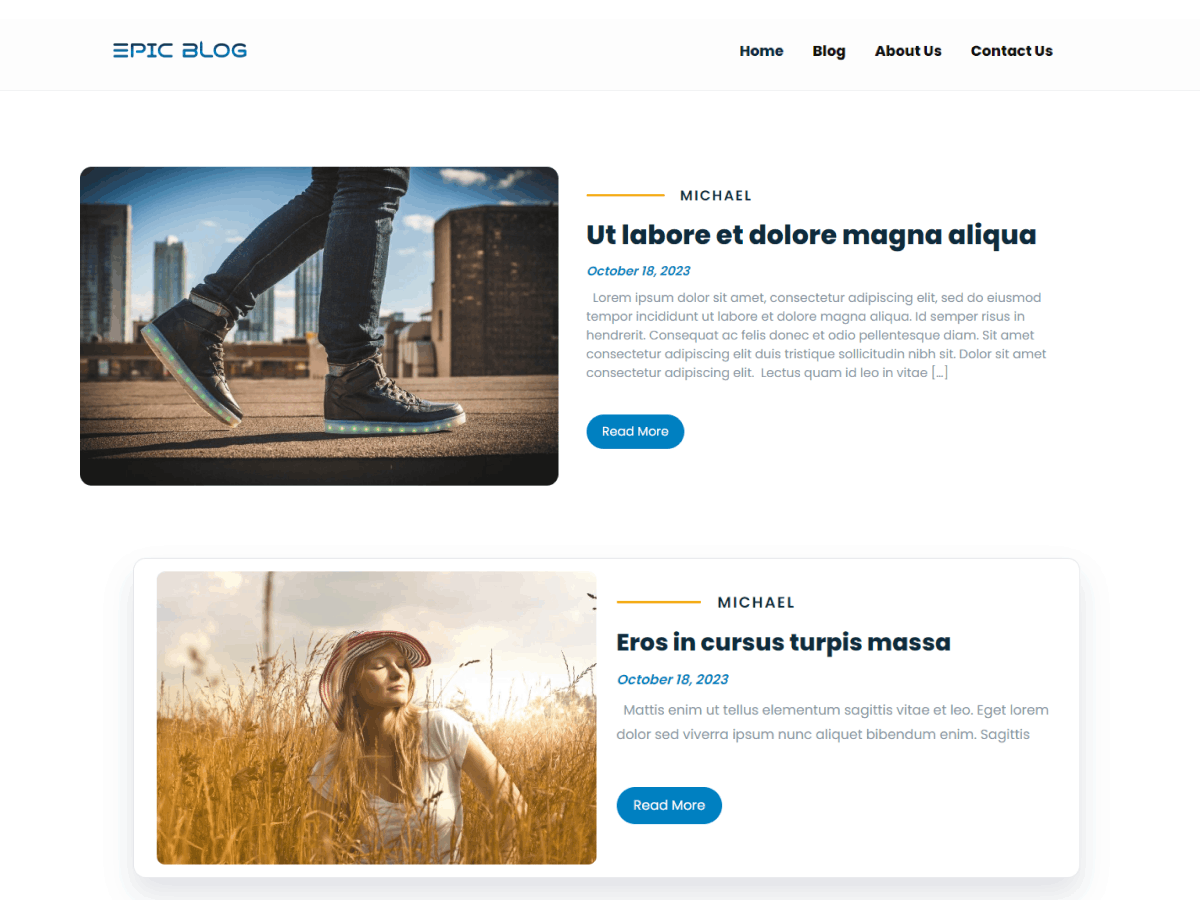 EPIC BLOG
Home Blog About Us Contact Us
MICHAEL
Ut labore et dolore magna aliqua
October 18, 2023
Lorem ipsum dolor sit amet, consectetur adipiscing elit, sed do eiusmod
tempor incididunt ut labore et dolore magna aliqua. Id semper risus in
hendrerit. Consequat ac felis donec et odio pellentesque diam. Sit amet
consectetur adipiscing elit duis tristique sollicitudin nibh sit. Dolor sit amet
consectetur adipiscing elit.  Lectus quam id leo in vitae [...]
Read More
MICHAEL
Eros in cursus turpis massa
October 18, 2023
Mattis enim ut tellus elementum sagittis vitae et leo. Eget lorem
dolor sed viverra ipsum nunc aliquet bibendum enim. Sagittis
Read More